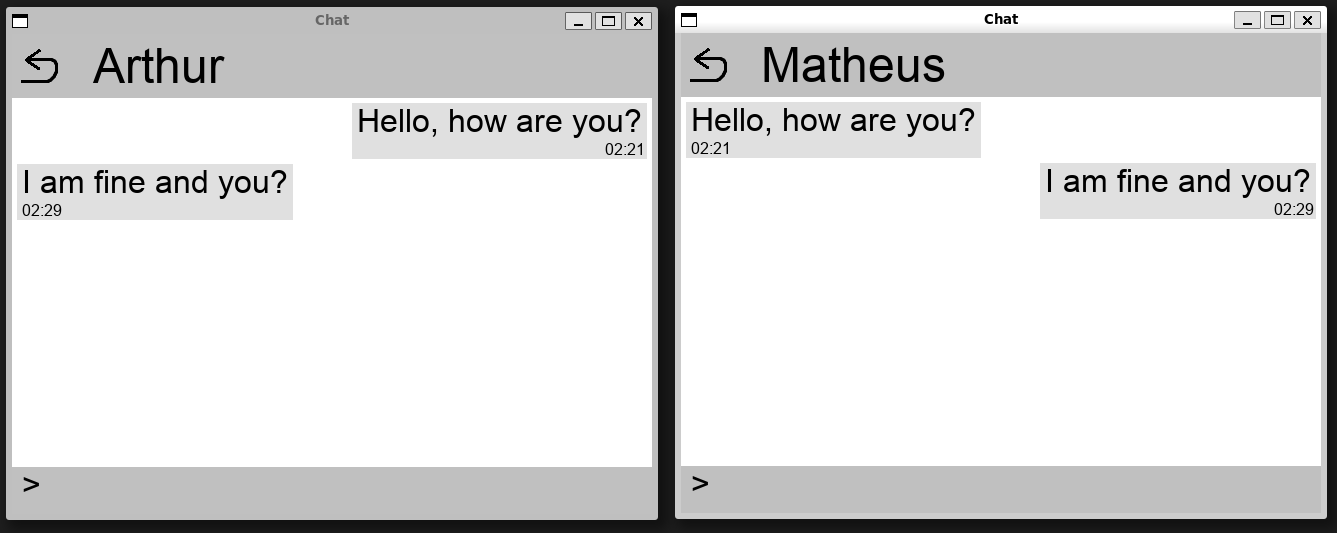 Chat
Arthur
Hello, how are you?
02:21
I am fine and you?
02:29
>
Chat
Matheus
Hello, how are you?
02:21
I am fine and you?
02:29
>